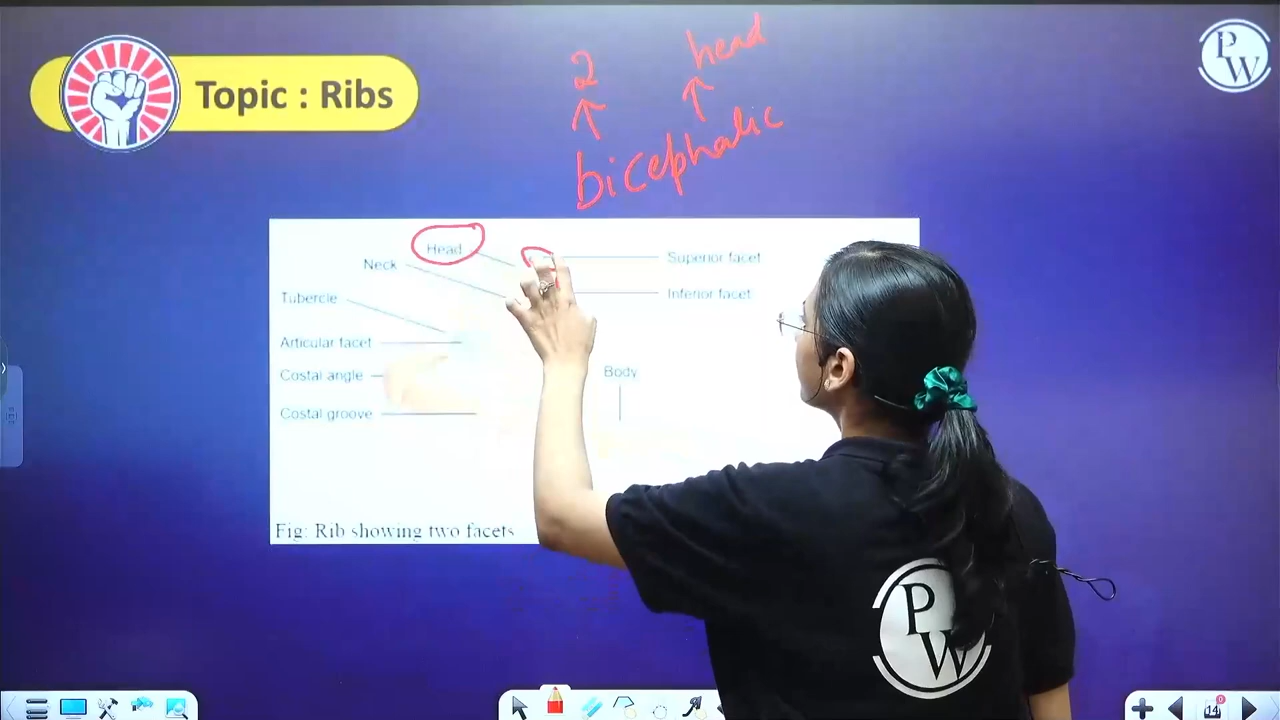 P
W
Topic : Ribs
2 head
bicephalic
Head
Superior facet
Neck
Tubercle
Inferior facet
Articular facet
Costal angle
Body
Costal groove
Fig: Rib showing two facets
P
W
14